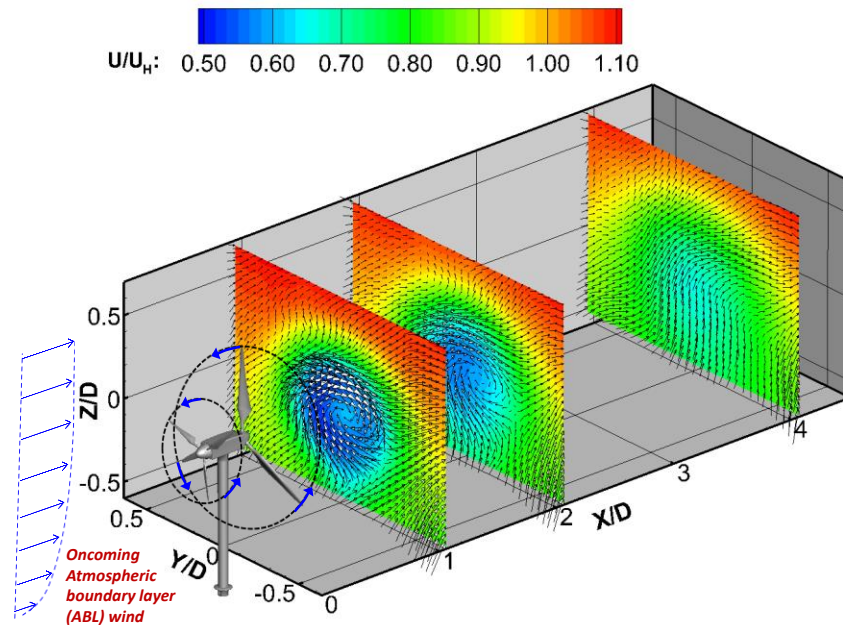 U/U_H: 0.50 0.60 0.70 0.80 0.90 1.00 1.10
0.5
Z/D
0
-0.5
0.5
Y/D
0
-0.5
0
1
2
X/D
3
4
Oncoming
Atmospheric
boundary layer
(ABL) wind